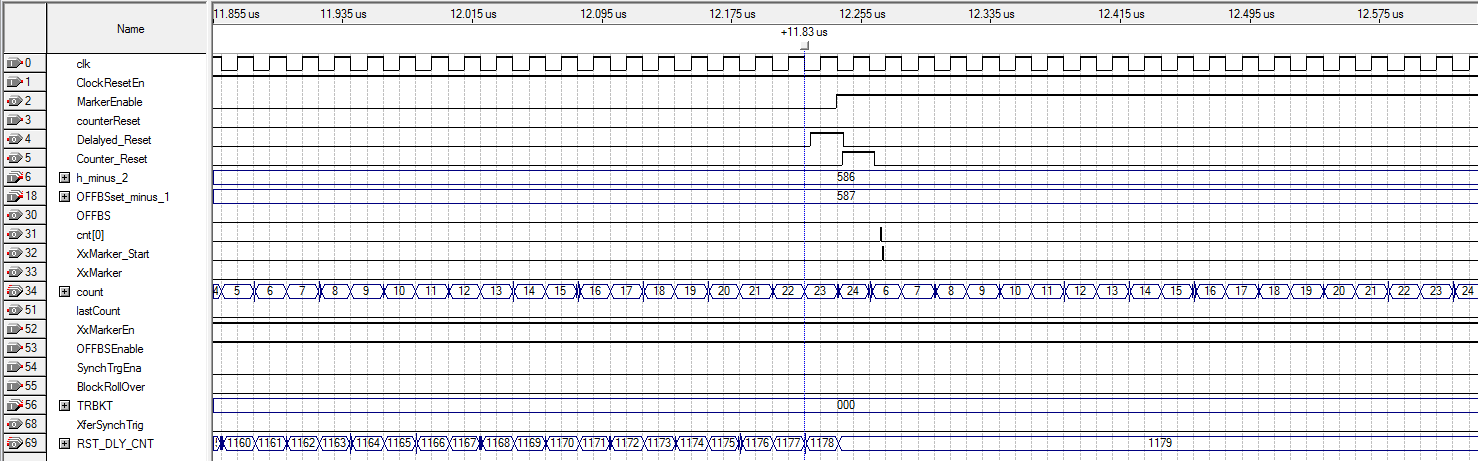 11.855 us 11.935 us 12.015 us 12.095 us 12.175 us 12.255 us 12.335 us 12.415 us 12.495 us 12.575 us
Name
+11.83 us
0 clk
1 ClockResetEn
2 MarkerEnable
3 counterReset
4 Delalyed_Reset
5 Counter_Reset
6 h_minus_2 586
18 OFFBSset_minus_1 587
30 OFFBS
31 cnt[0]
32 XxMarker_Start
33 XxMarker
34 count 4 5 6 7 8 9 10 11 12 13 14 15 16 17 18 19 20 21 22 23 24 6 7 8 9 10 11 12 13 14 15 16 17 18 19 20 21 22 23 24
51 lastCount
52 XxMarkerEn
53 OFFBSEnable
54 SynchTrgEna
55 BlockRollOver
56 TRBKT 000
68 XferSynchTrig
69 RST_DLY_CNT 1160 1161 1162 1163 1164 1165 1166 1167 1168 1169 1170 1171 1172 1173 1174 1175 1176 1177 1178 1179